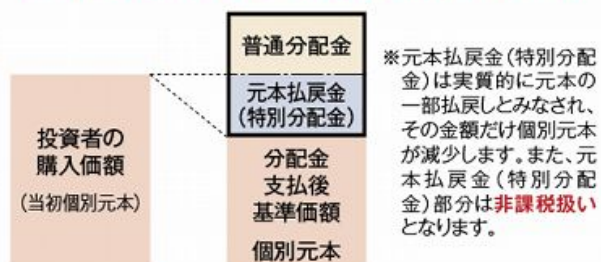 普通分配金
元本払戻金
(特別分配金)
投資者の
購入価額
(当初個別元本)
分配金
支払後
基準価額
個別元本
※元本払戻金(特別分配
金)は実質的に元本の
一部払戻しとみなされ、
その金額だけ個別元本
が減少します。また、元
本払戻金(特別分配
金)部分は非課税扱い
となります。